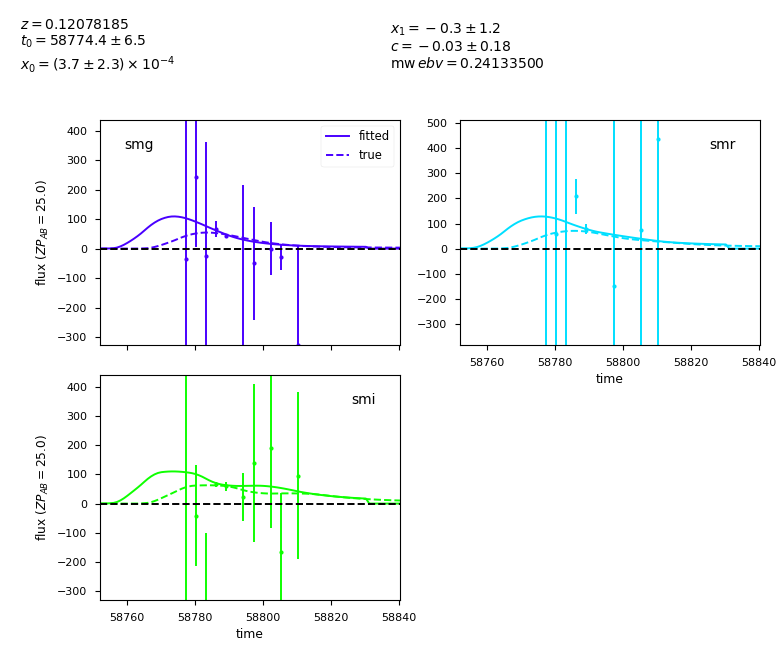 z = 0.12078185
t₀ = 58774.4 ± 6.5
x₀ = (3.7 ± 2.3) × 10⁻⁴
x₁ = −0.3 ± 1.2
c = −0.03 ± 0.18
mw ebv = 0.24133500
smg
fitted
true
flux (ZP_AB = 25.0)
400
300
200
100
0
−100
−200
−300
smr
500
400
300
200
100
0
−100
−200
−300
58760 58780 58800 58820 58840
time
smi
flux (ZP_AB = 25.0)
400
300
200
100
0
−100
−200
−300
58760 58780 58800 58820 58840
time